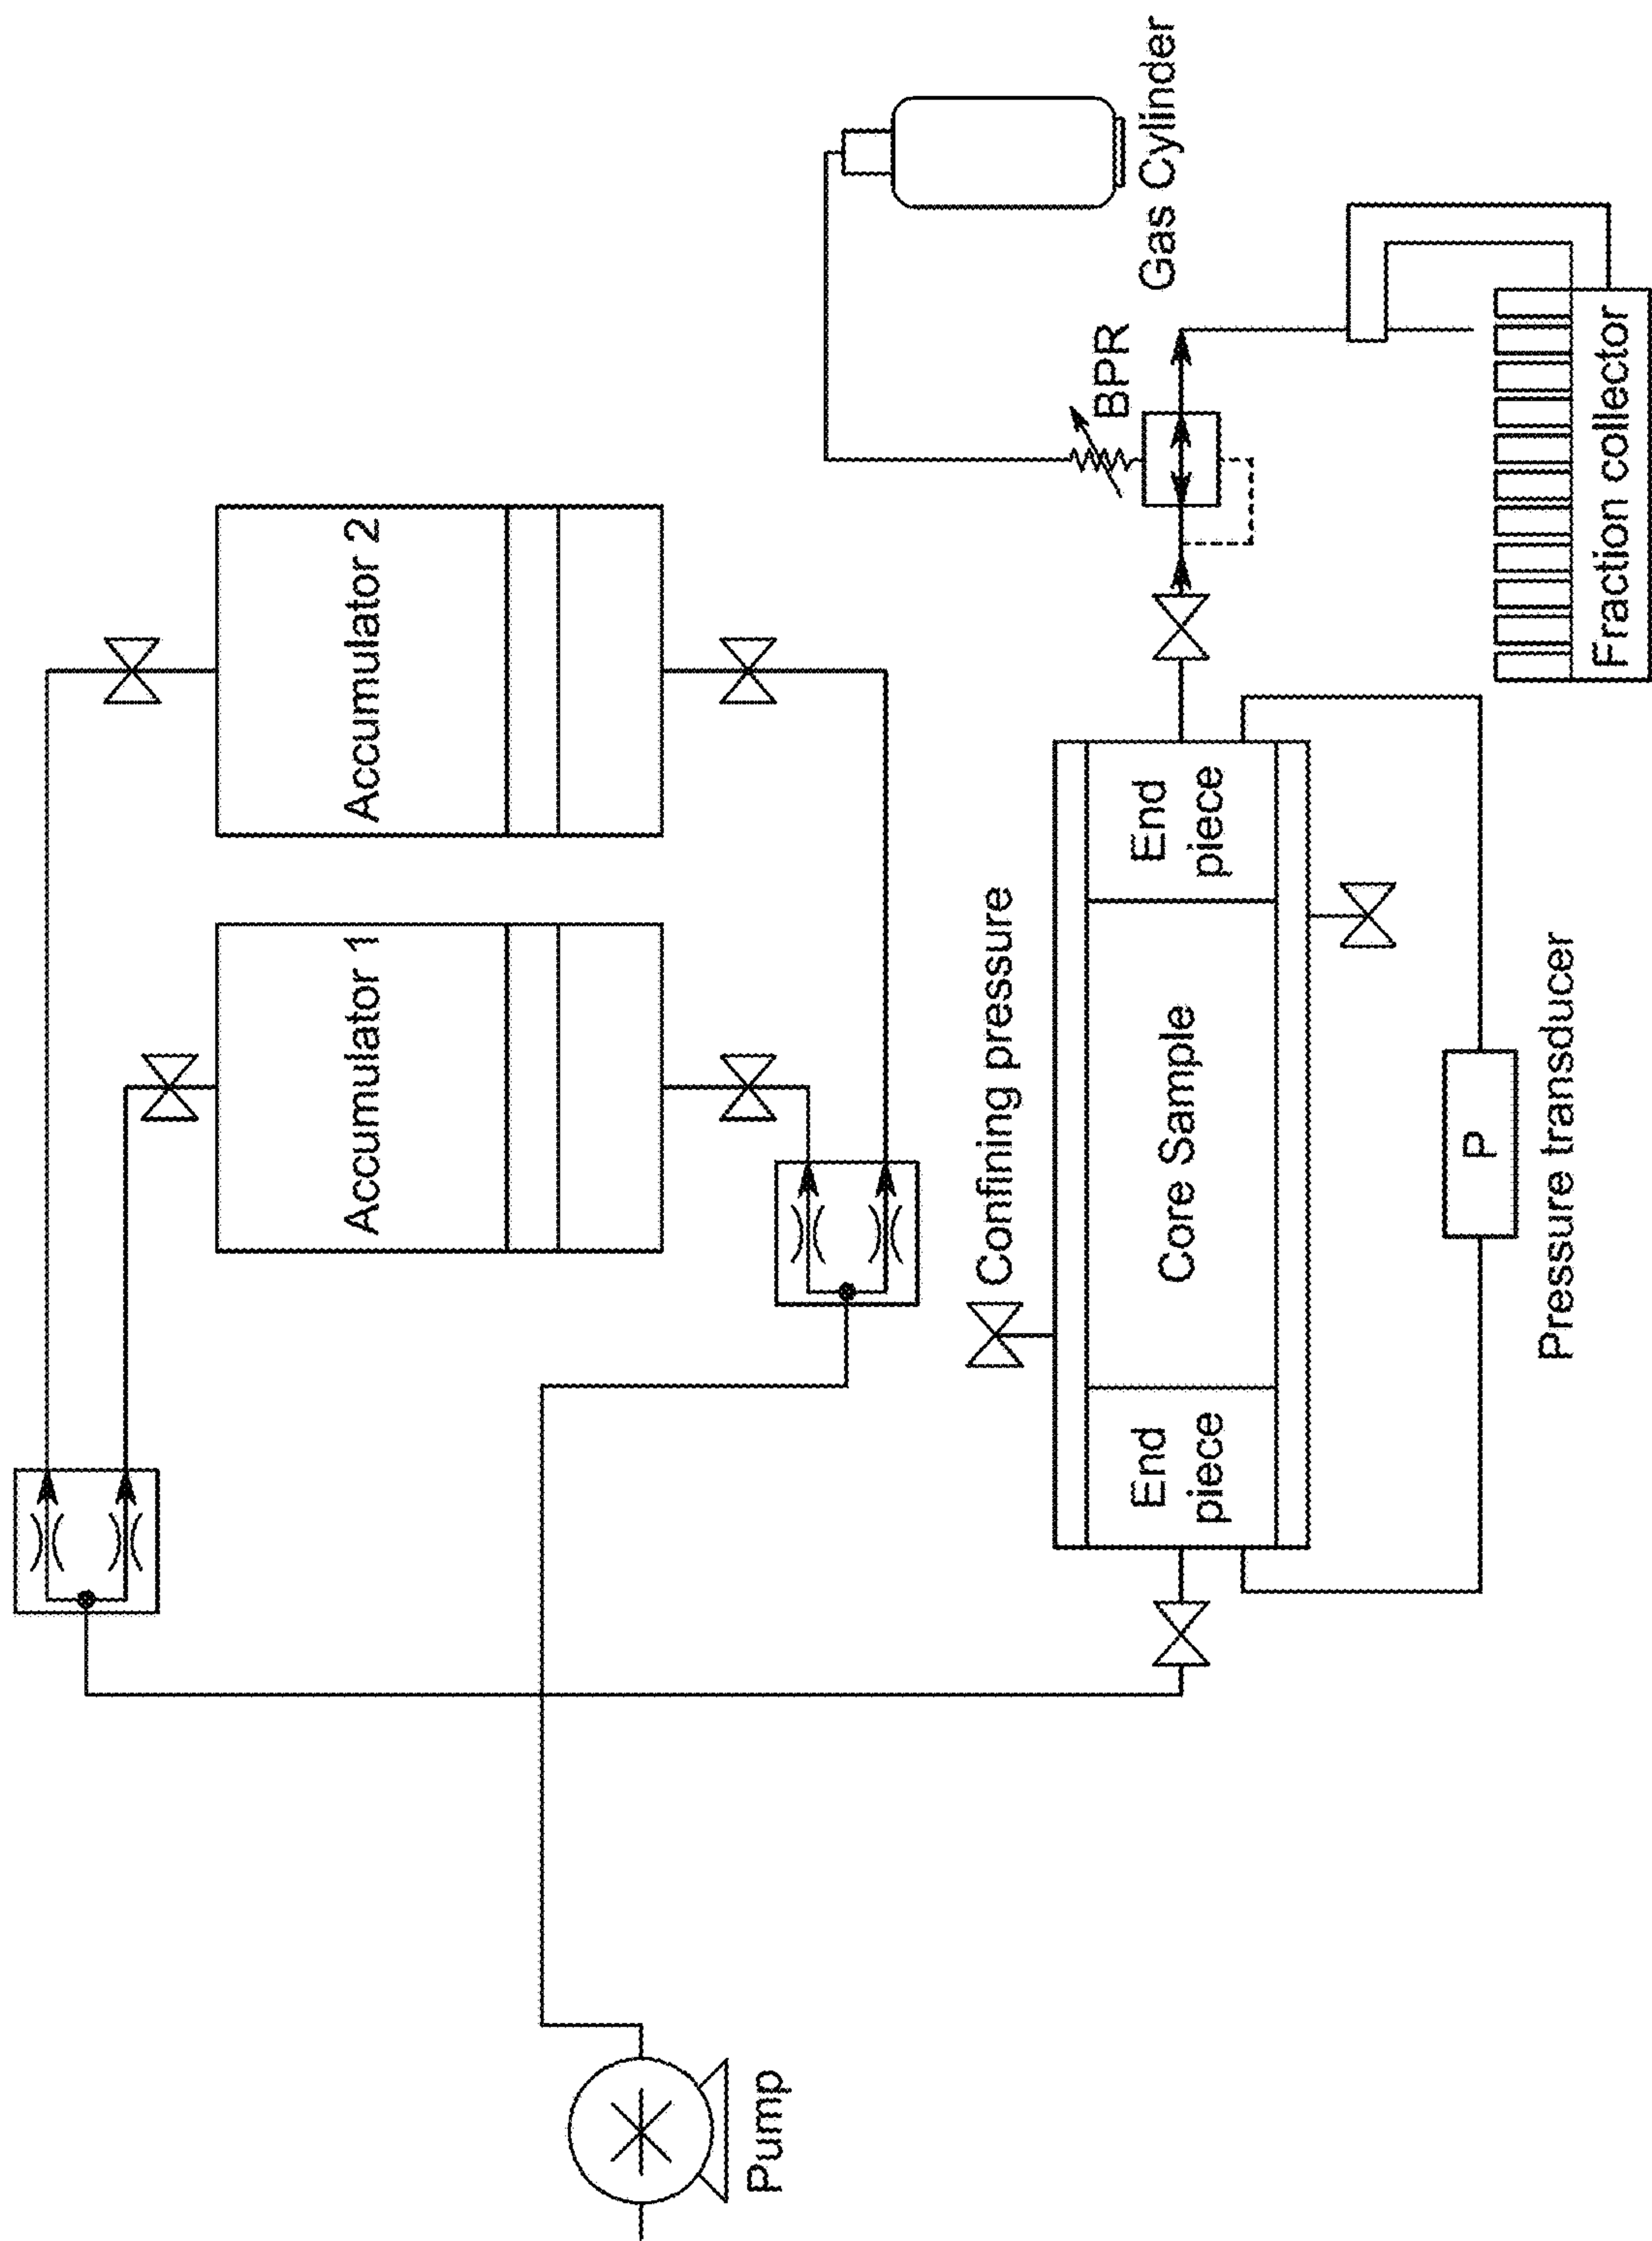 Accumulator 1
Accumulator 2
Pump
Confining pressure
Gas Cylinder
BPR
End
piece
Core Sample
End
piece
P
Pressure transducer
Fraction collector